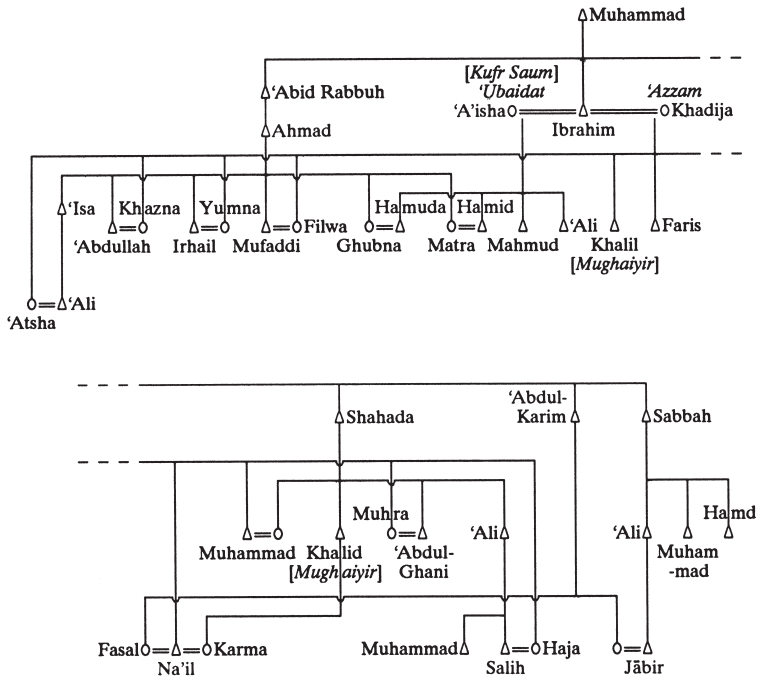 Muhammad
[Kufr Saum]
‘Abid Rabbuh
‘Ubaidat
‘Azzam
‘A’isha
Khadija
Ibrahim
Ahmad
‘Isa
Khazna
Yumna
Hamuda
Hamid
‘Abdullah
Irhail
Mufaddi
Filwa
Ghubna
Matra
Mahmud
‘Ali
Khalil
[Mughaiyir]
Faris
‘Ali
‘Atsha
Shahada
‘Abdul-
Karim
Sabbah
Muhra
Hamd
Muhammad
Khalid
[Mughaiyir]
‘Abdul-
Ghani
‘Ali
‘Ali
Muham
-mad
Fasal
Karma
Na’il
Muhammad
Haja
Salih
Jābir